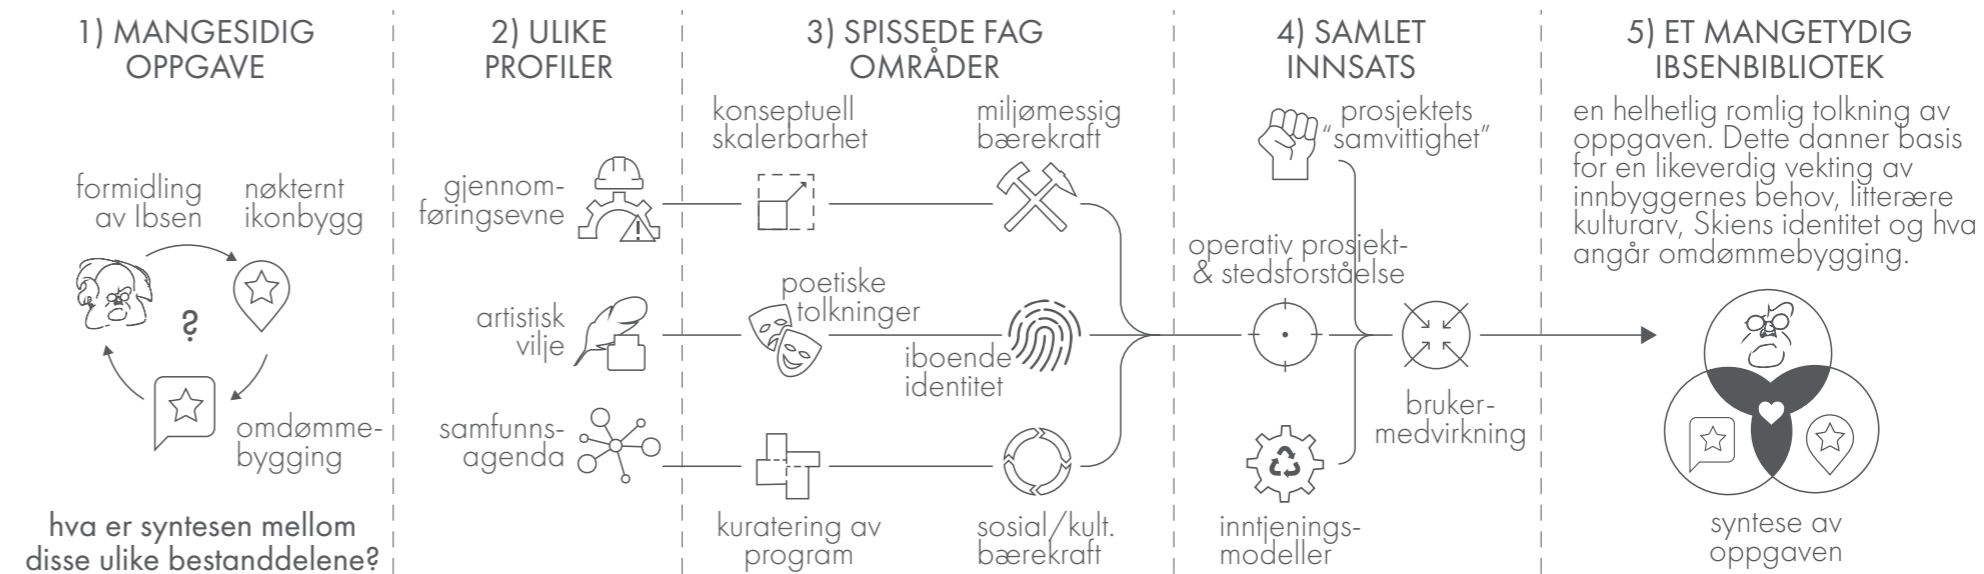 1) MANGESIDIG
OPPGAVE
formidling
av Ibsen
nøkternt
ikonbygg
?
omdømme-
bygging
hva er syntesen mellom
disse ulike bestanddelene?
2) ULIKE
PROFILER
gjennom-
føringsevne
artistisk
vilje
samfunns-
agenda
3) SPISSEDE FAG
OMRÅDER
konseptuell
skalerbarhet
miljømessig
bærekraft
poetiske
tolkninger
iboende
identitet
kuratering av
program
sosial/kult.
bærekraft
4) SAMLET
INNSATS
prosjektets
“samvittighet”
operativ prosjekt-
& stedsforståelse
bruker-
medvirkning
inntjenings-
modeller
5) ET MANGETYDIG
IBSENBIBLIOTEK
en helhetlig romlig tolkning av
oppgaven. Dette danner basis
for en likeverdig vekting av
innbyggernes behov, litterære
kulturarv, Skiens identitet og hva
angår omdømmebygging.
syntese av
oppgaven